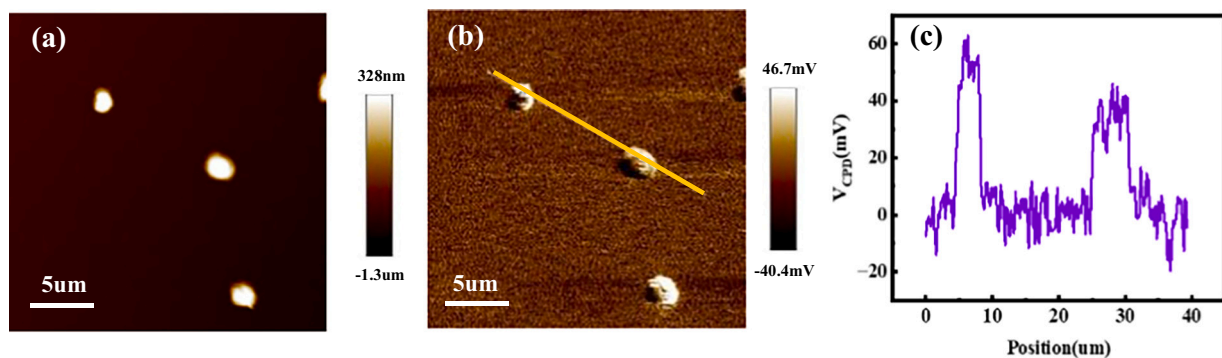 (a)
5um
328nm
-1.3um
(b)
5um
46.7mV
-40.4mV
(c)
V_CPD(mV)
60
40
20
0
−20
0 10 20 30 40
Position(um)